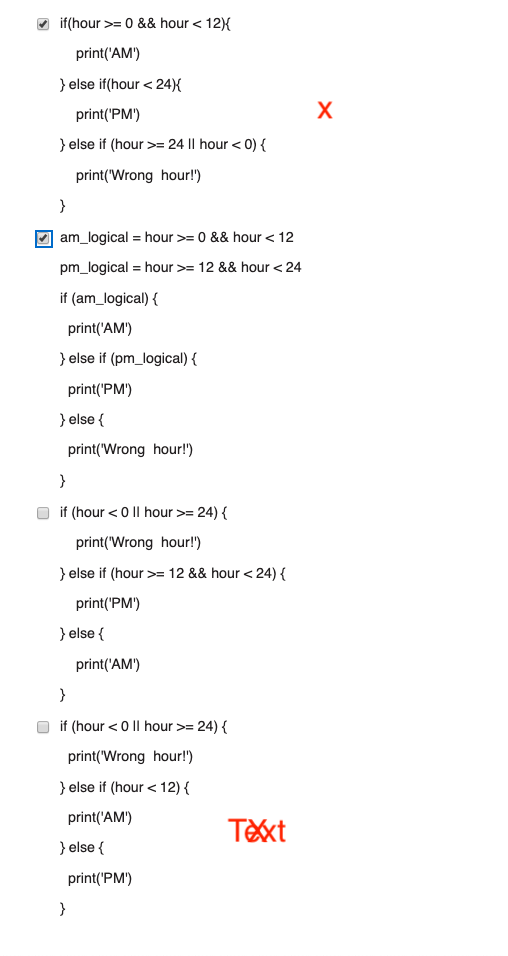 if(hour >= 0 && hour < 12){
print('AM')
} else if(hour < 24){
print('PM')
x
} else if (hour >= 24 || hour < 0) {
print('Wrong  hour!')
}
am_logical = hour >= 0 && hour < 12
pm_logical = hour >= 12 && hour < 24
if (am_logical) {
print('AM')
} else if (pm_logical) {
print('PM')
} else {
print('Wrong  hour!')
}
if (hour < 0 || hour >= 24) {
print('Wrong  hour!')
} else if (hour >= 12 && hour < 24) {
print('PM')
} else {
print('AM')
}
if (hour < 0 || hour >= 24) {
print('Wrong  hour!')
} else if (hour < 12) {
print('AM')
Text
x
} else {
print('PM')
}